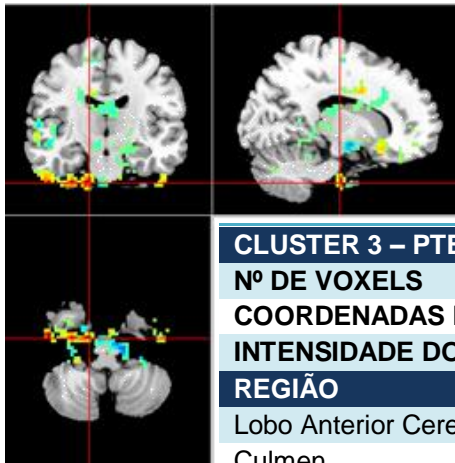 CLUSTER 3 – PTE
Nº DE VOXELS
COORDENADAS
INTENSIDADE DO
REGIÃO
Lobo Anterior Cere
Culmen